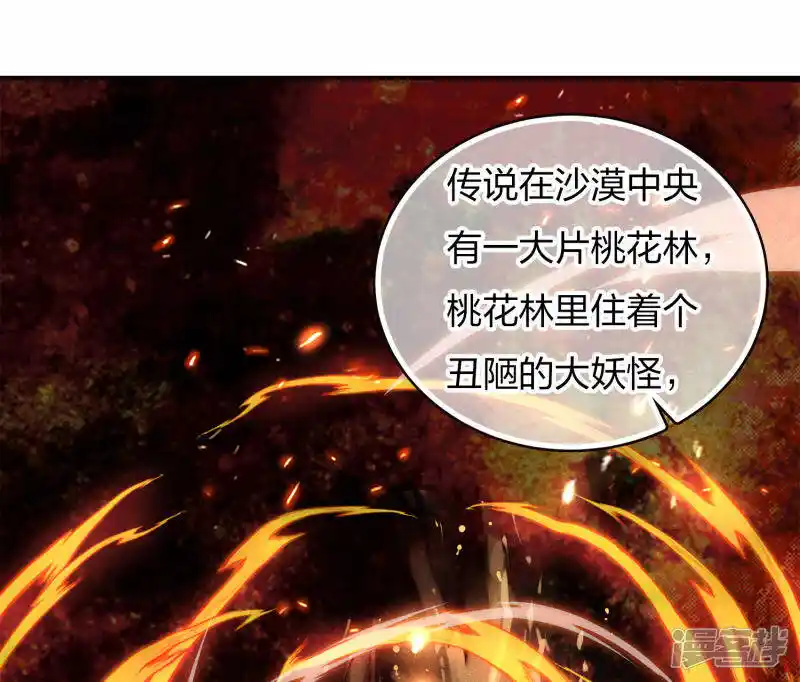 传说在沙漠中央
有一大片桃花林，
桃花林里住着个
丑陋的大妖怪，
漫客栈